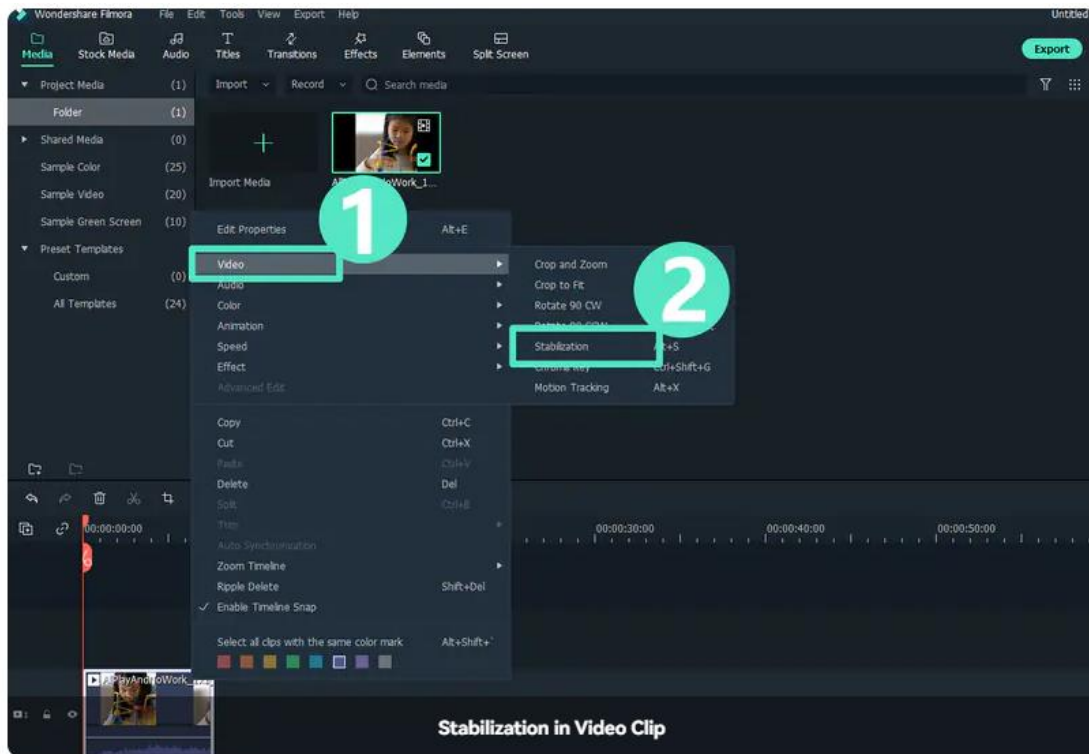 Wondershare Filmora File Edit Tools View Export Help Untitled
Media Stock Media Audio Titles Transitions Effects Elements Split Screen Export
Project Media (1) Import Record Search media
Folder (1)
Shared Media (0)
Sample Color (25)
Sample Video (20) Import Media
Sample Green Screen (10)
Preset Templates
Custom (0)
All Templates (24)
1
Edit Properties Alt+E
Video
Audio
Color
Animation
Speed
Effect
Advanced Edit
2
Crop and Zoom
Crop to Fit
Rotate 90 CW
Stabilization Alt+S
Chroma Key Ctrl+Shift+G
Motion Tracking Alt+X
Copy Ctrl+C
Cut Ctrl+X
Paste Ctrl+V
Delete Del
Split Ctrl+B
Trim
Auto Synchronization
Zoom Timeline
Ripple Delete Shift+Del
Enable Timeline Snap
Select all clips with the same color mark Alt+Shift+`
00:00:00:00 00:00:30:00 00:00:40:00 00:00:50:00
Stabilization in Video Clip